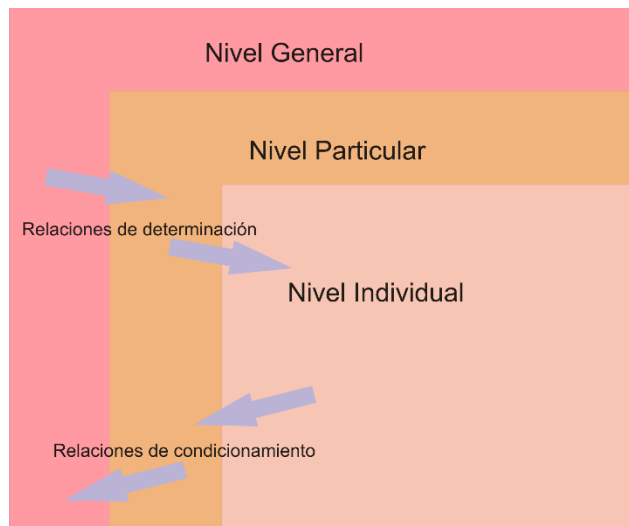 Nivel General
Nivel Particular
Relaciones de determinación
Nivel Individual
Relaciones de condicionamiento